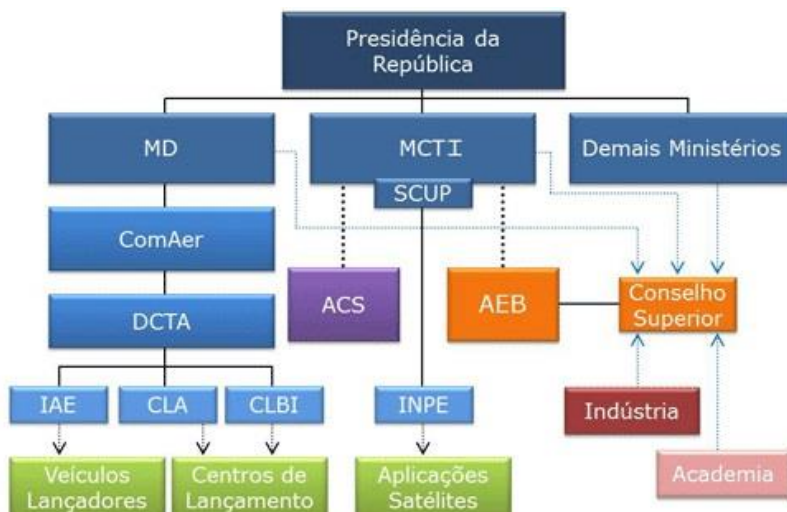 Presidência da
República
MD
MCTI
Demais Ministérios
SCUP
ComAer
ACS
AEB
Conselho
Superior
DCTA
IAE
CLA
CLBI
INPE
Indústria
Veículos
Lançadores
Centros de
Lançamento
Aplicações
Satélites
Academia